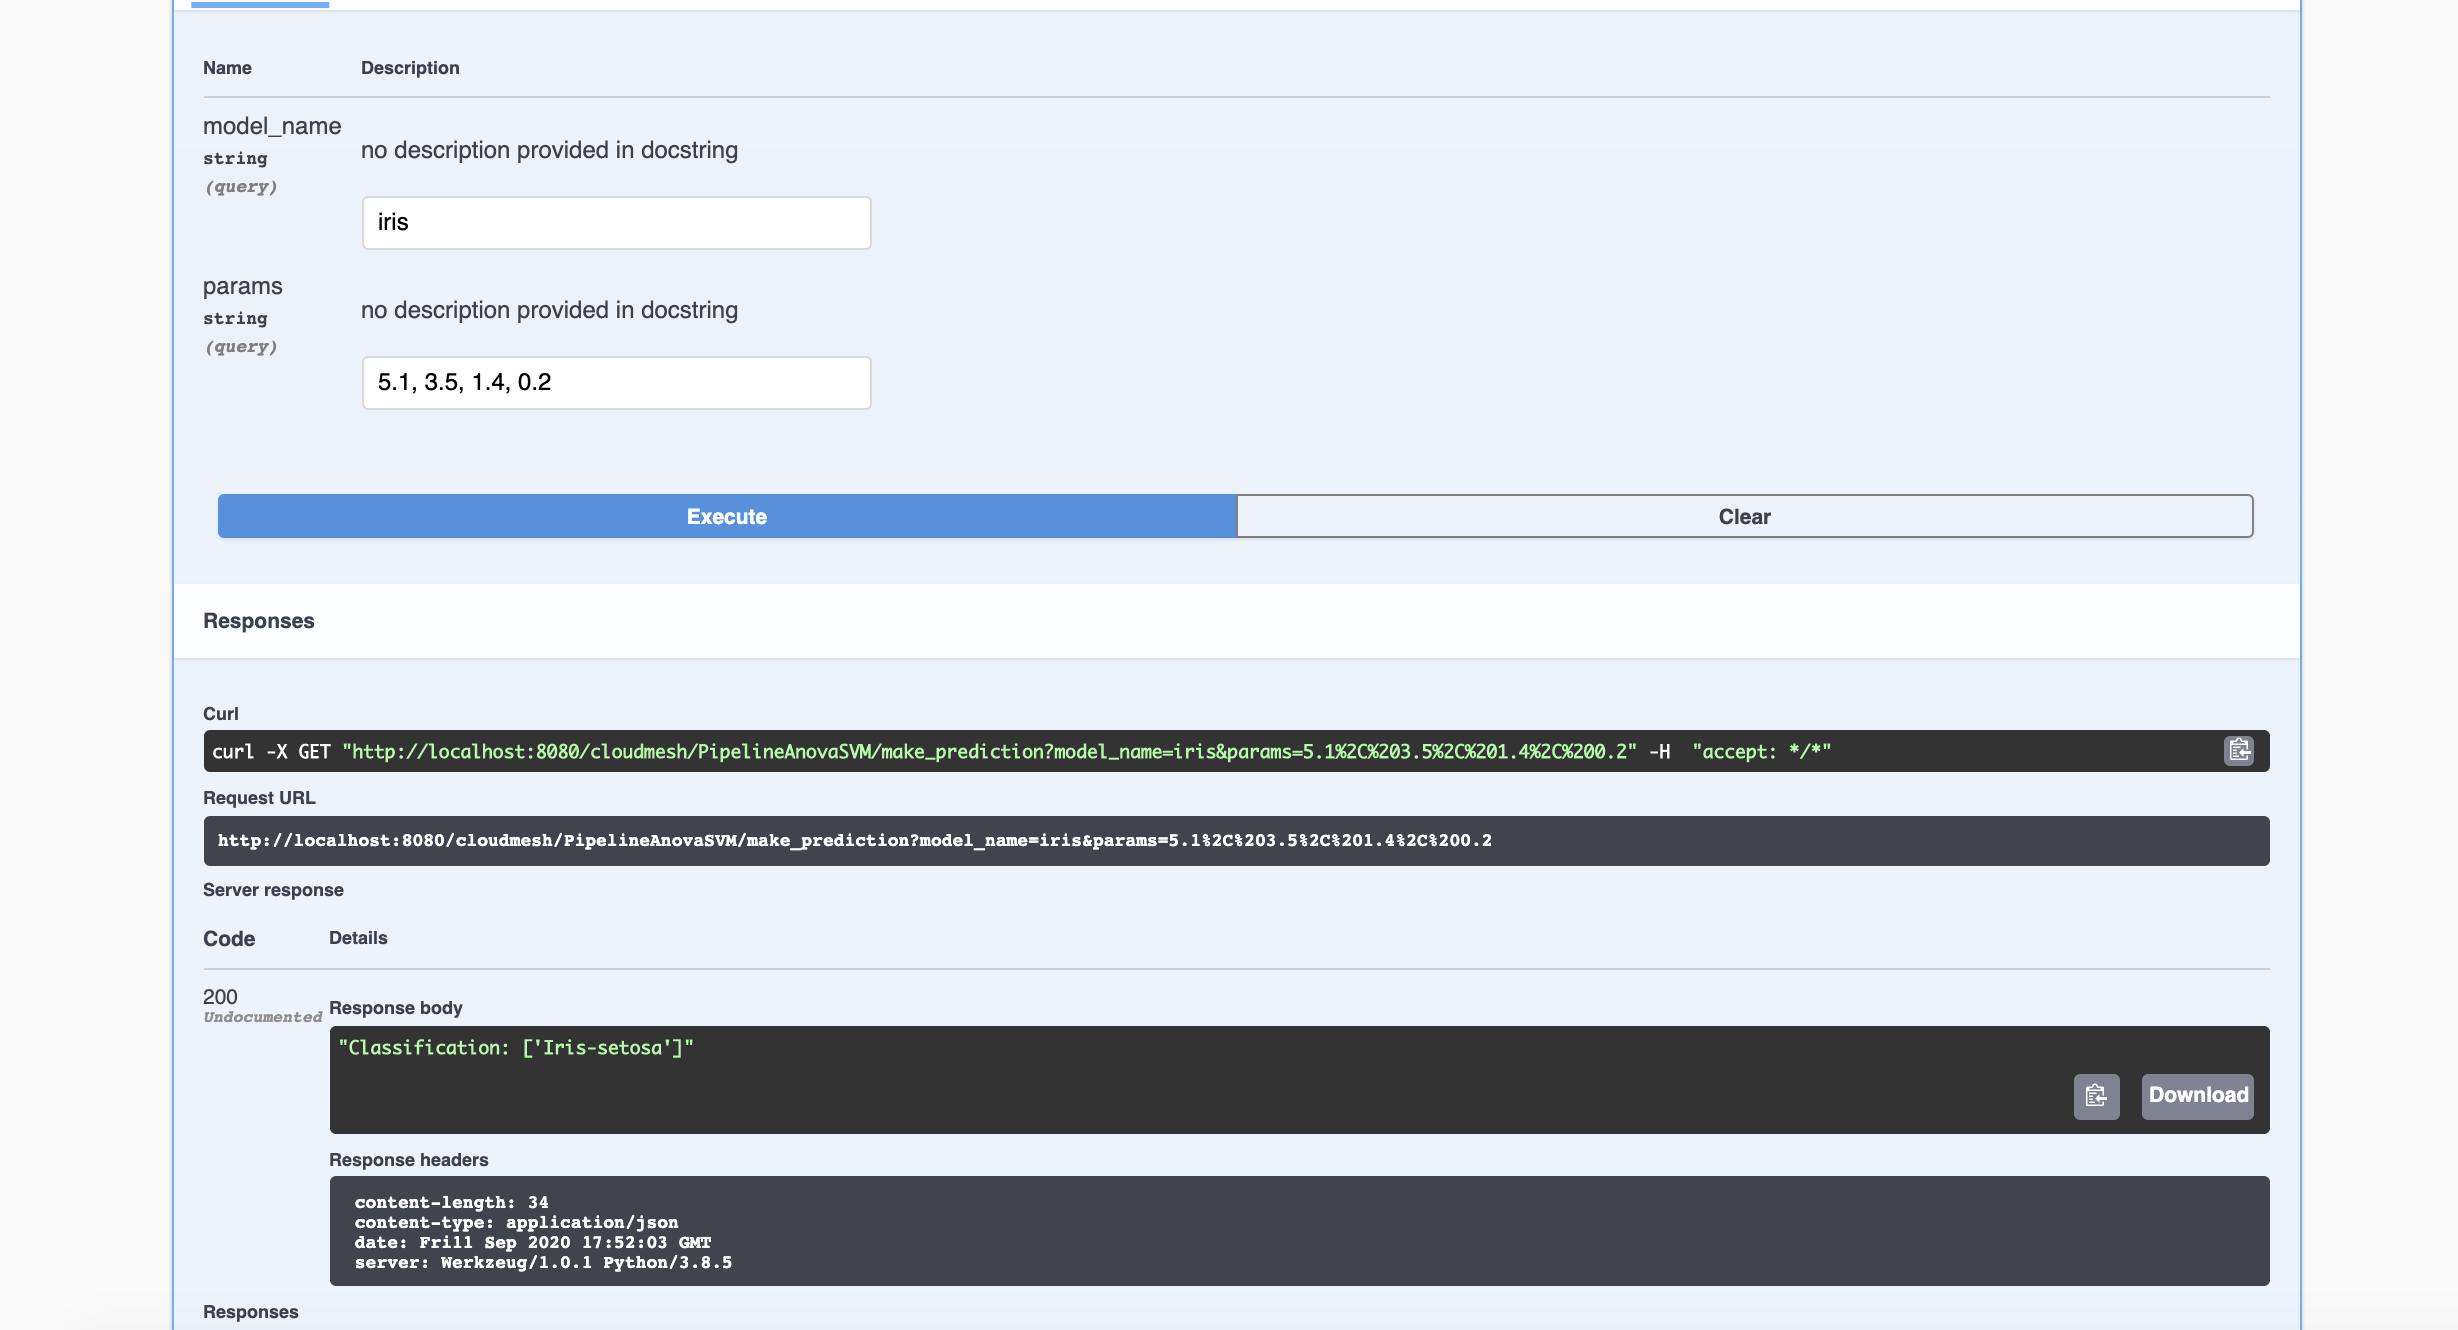 Name Description
model_name
string
(query)
no description provided in docstring
iris
params
string
(query)
no description provided in docstring
5.1, 3.5, 1.4, 0.2
Execute Clear
Responses
Curl
curl -X GET "http://localhost:8080/cloudmesh/PipelineAnovaSVM/make_prediction?model_name=iris&params=5.1%2C%203.5%2C%201.4%2C%200.2" -H  "accept: */*"
Request URL
http://localhost:8080/cloudmesh/PipelineAnovaSVM/make_prediction?model_name=iris&params=5.1%2C%203.5%2C%201.4%2C%200.2
Server response
Code Details
200
Undocumented
Response body
"Classification: ['Iris-setosa']"
Download
Response headers
content-length: 34
content-type: application/json
date: Fri11 Sep 2020 17:52:03 GMT
server: Werkzeug/1.0.1 Python/3.8.5
Responses